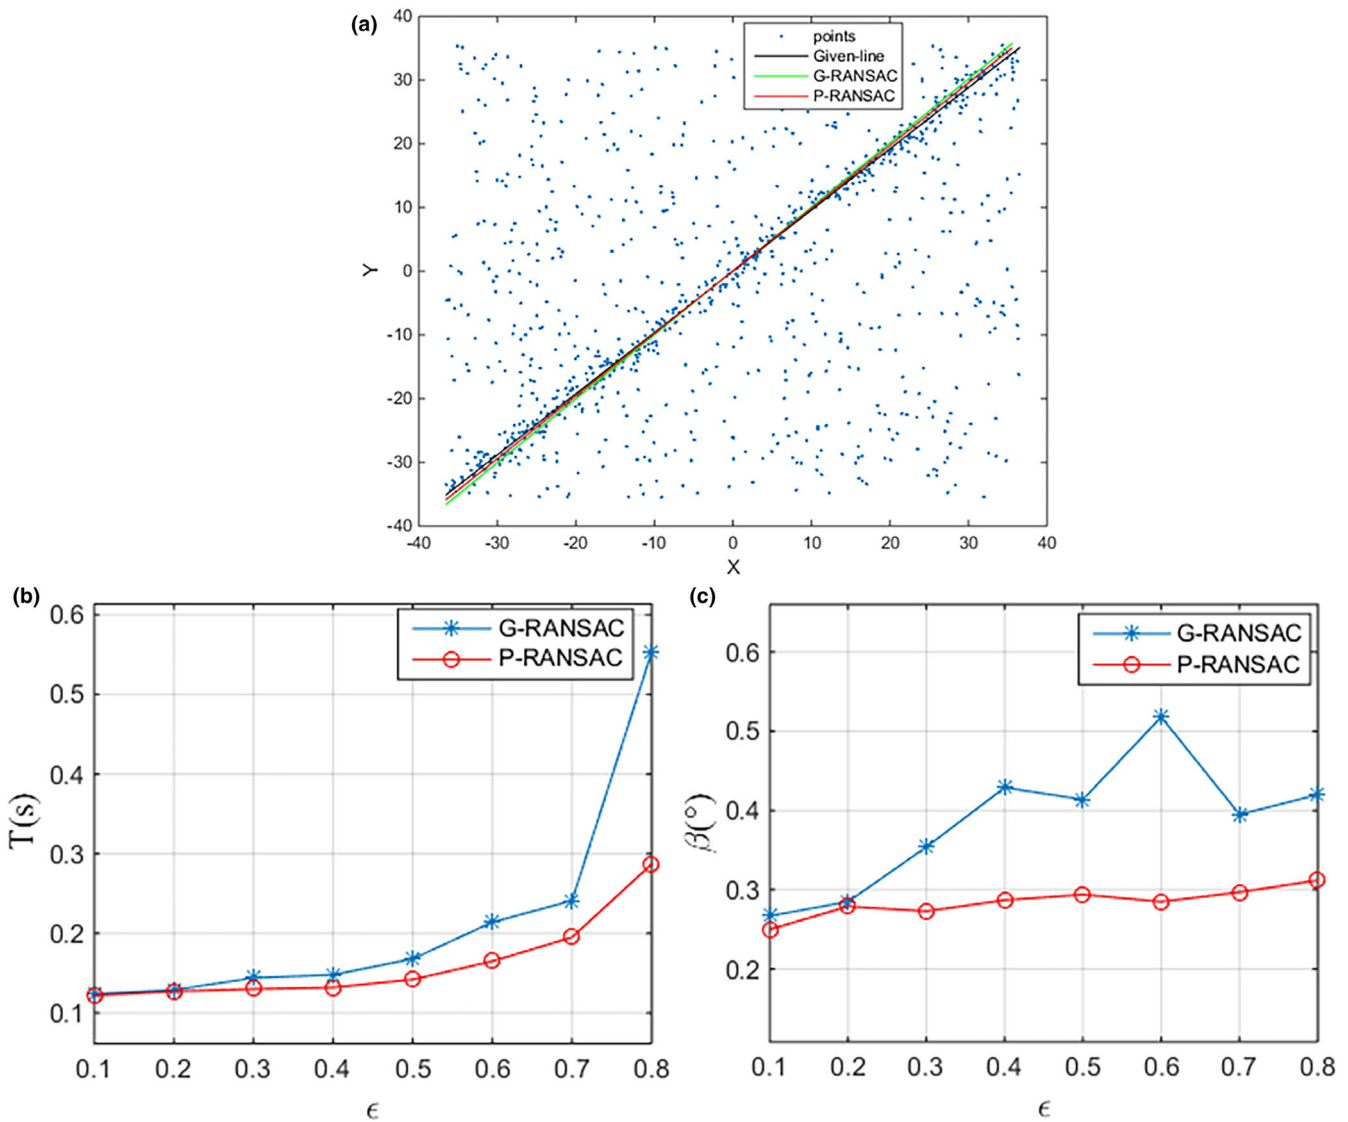 (a)
points
Given-line
G-RANSAC
P-RANSAC
40
30
20
10
0
-10
-20
-30
-40
Y
-40 -30 -20 -10 0 10 20 30 40
X
(b)
G-RANSAC
P-RANSAC
0.6
0.5
0.4
0.3
0.2
0.1
T(s)
0.1 0.2 0.3 0.4 0.5 0.6 0.7 0.8
ϵ
(c)
G-RANSAC
P-RANSAC
0.6
0.5
0.4
0.3
0.2
β(°)
0.1 0.2 0.3 0.4 0.5 0.6 0.7 0.8
ϵ